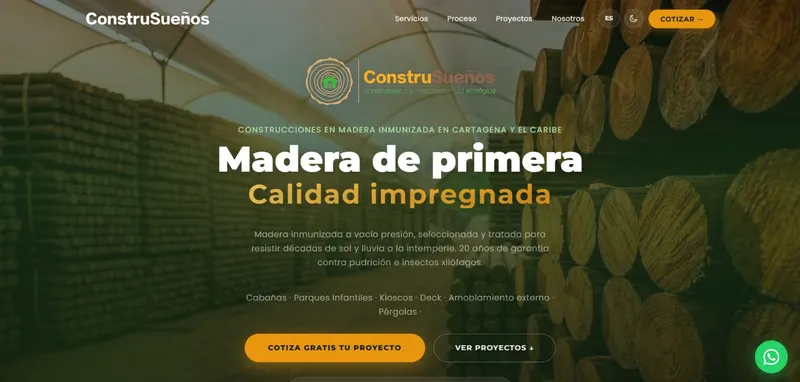 ConstruSueños
Servicios
Proceso
Proyectos
Nosotros
ES
COTIZAR →
ConstruSueños
CONSTRUCCIONES EN MADERA INMUNIZADA EN CARTAGENA Y EL CARIBE
Madera de primera
Calidad impregnada
Madera inmunizada a vacío presión, seleccionada y tratada para
resistir décadas de sol y lluvia a la intemperie. 20 años de garantía
contra pudrición e insectos xilófagos.
Cabañas · Parques Infantiles · Kioscos · Deck · Amoblamiento externo ·
Pérgolas ·
COTIZA GRATIS TU PROYECTO
VER PROYECTOS ↓